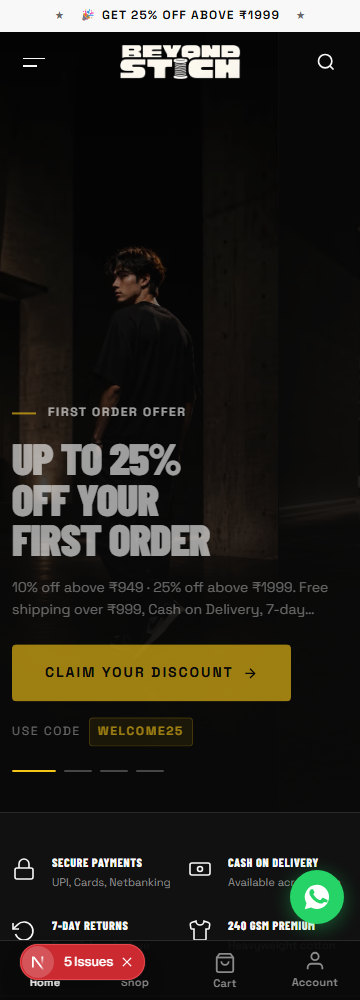 ★ 🎉 GET 25% OFF ABOVE ₹1999 ★
BEYOND
STICH
FIRST ORDER OFFER
UP TO 25%
OFF YOUR
FIRST ORDER
10% off above ₹949 · 25% off above ₹1999. Free
shipping over ₹999, Cash on Delivery, 7-day...
CLAIM YOUR DISCOUNT →
USE CODE WELCOME25
SECURE PAYMENTS
UPI, Cards, Netbanking
CASH ON DELIVERY
Available
7-DAY RETURNS
240 GSM PREMIUM
N 5 Issues ×
Home
Shop
Cart
Account